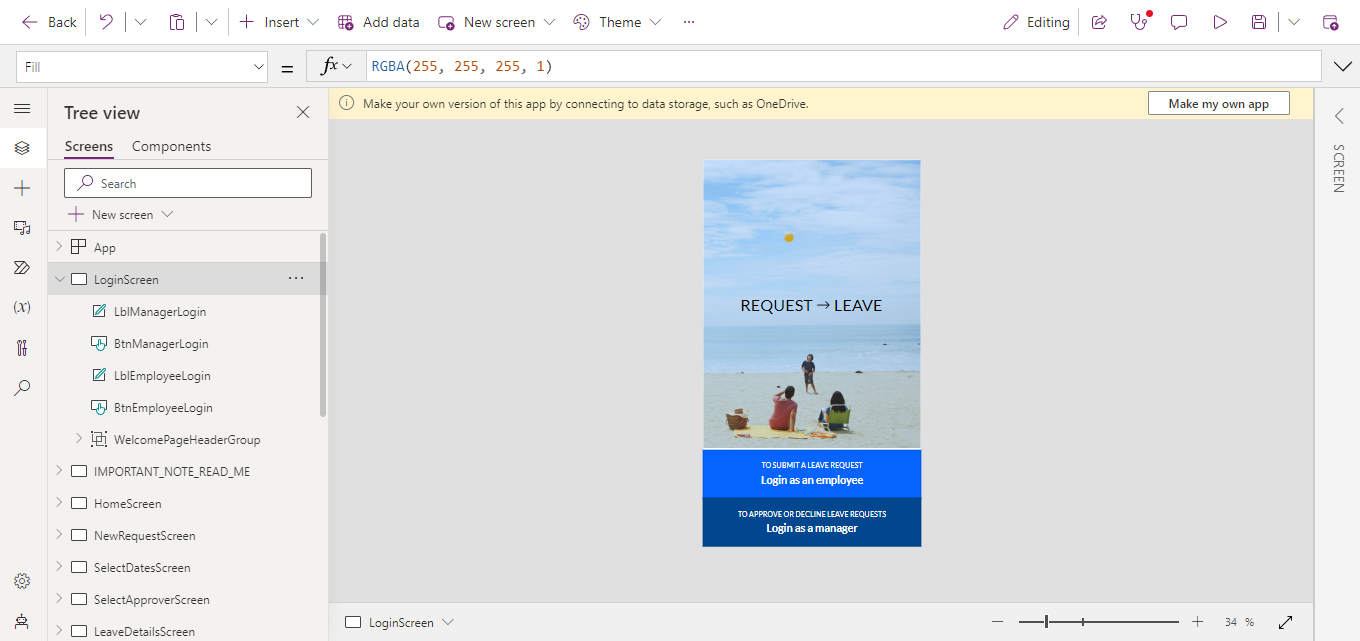 Back
Insert
Add data
New screen
Theme
Editing
Fill
=
fx
RGBA(255, 255, 255, 1)
Tree view
Screens
Components
Search
New screen
App
LoginScreen
LblManagerLogin
BtnManagerLogin
LblEmployeeLogin
BtnEmployeeLogin
WelcomePageHeaderGroup
IMPORTANT_NOTE_READ_ME
HomeScreen
NewRequestScreen
SelectDatesScreen
SelectApproverScreen
LeaveDetailsScreen
(x)
Make your own version of this app by connecting to data storage, such as OneDrive.
Make my own app
REQUEST → LEAVE
TO SUBMIT A LEAVE REQUEST
Login as an employee
TO APPROVE OR DECLINE LEAVE REQUESTS
Login as a manager
SCREEN
LoginScreen
34 %